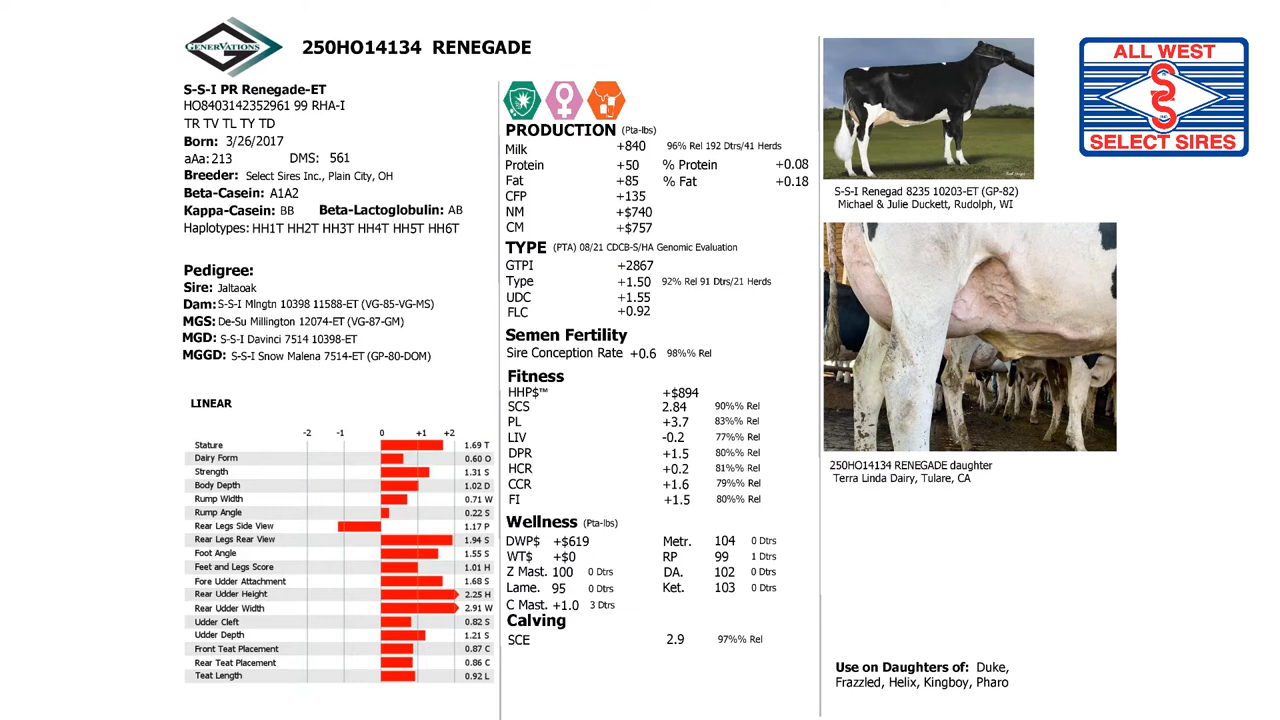 GENERVATIONS
250HO14134 RENEGADE
S-S-I PR Renegade-ET
HO8403142352961 99 RHA-I
TR TV TL TY TD
Born: 3/26/2017
aAa: 213 DMS: 561
Breeder: Select Sires Inc., Plain City, OH
Beta-Casein: A1A2
Kappa-Casein: BB Beta-Lactoglobulin: AB
Haplotypes: HH1T HH2T HH3T HH4T HH5T HH6T
Pedigree:
Sire: Jaltaoak
Dam: S-S-I Mlngtn 10398 11588-ET (VG-85-VG-MS)
MGS: De-Su Millington 12074-ET (VG-87-GM)
MGD: S-S-I Davinci 7514 10398-ET
MGGD: S-S-I Snow Malena 7514-ET (GP-80-DOM)
LINEAR
-2 -1 0 +1 +2
Stature 1.69 T
Dairy Form 0.60 O
Strength 1.31 S
Body Depth 1.02 D
Rump Width 0.71 W
Rump Angle 0.22 S
Rear Legs Side View 1.17 P
Rear Legs Rear View 1.94 S
Foot Angle 1.55 S
Feet and Legs Score 1.01 H
Fore Udder Attachment 1.68 S
Rear Udder Height 2.25 H
Rear Udder Width 2.91 W
Udder Cleft 0.82 S
Udder Depth 1.21 S
Front Teat Placement 0.87 C
Rear Teat Placement 0.86 C
Teat Length 0.92 L
PRODUCTION (Pta-lbs)
Milk +840 96% Rel 192 Dtrs/41 Herds
Protein +50 % Protein +0.08
Fat +85 % Fat +0.18
CFP +135
NM +$740
CM +$757
TYPE (PTA) 08/21 CDCB-S/HA Genomic Evaluation
GTPI +2867
Type +1.50 92% Rel 91 Dtrs/21 Herds
UDC +1.55
FLC +0.92
Semen Fertility
Sire Conception Rate +0.6 98%% Rel
Fitness
HHP$™ +$894
SCS 2.84 90%% Rel
PL +3.7 83%% Rel
LIV -0.2 77%% Rel
DPR +1.5 80%% Rel
HCR +0.2 81%% Rel
CCR +1.6 79%% Rel
FI +1.5 80%% Rel
Wellness (Pta-lbs)
DWP$ +$619 Metr. 104 0 Dtrs
WT$ +$0 RP 99 1 Dtrs
Z Mast. 100 0 Dtrs DA. 102 0 Dtrs
Lame. 95 0 Dtrs Ket. 103 0 Dtrs
C Mast. +1.0 3 Dtrs
Calving
SCE 2.9 97%% Rel
S-S-I Renegad 8235 10203-ET (GP-82)
Michael & Julie Duckett, Rudolph, WI
250HO14134 RENEGADE daughter
Terra Linda Dairy, Tulare, CA
Use on Daughters of: Duke,
Frazzled, Helix, Kingboy, Pharo
ALL WEST
SELECT SIRES